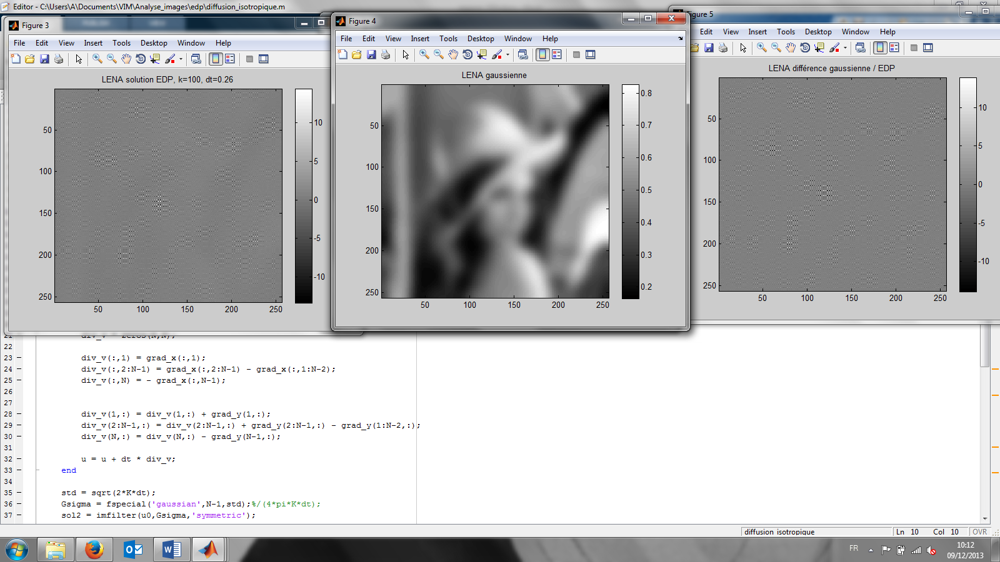 Editor - C:\Users\A\Documents\VIM\Analyse_images\edp\diffusion_isotropique.m
Figure 3
File Edit View Insert Tools Desktop Window Help
LENA solution EDP, k=100, dt=0.26
50
100
150
200
250
50 100 150 200 250
10
5
0
-5
-10
Figure 4
File Edit View Insert Tools Desktop Window Help
LENA gaussienne
50
100
150
200
250
50 100 150 200 250
0.8
0.7
0.6
0.5
0.4
0.3
0.2
Figure 5
Edit View Insert Tools Desktop Window Help
LENA différence gaussienne / EDP
50
100
150
200
250
50 100 150 200 250
10
5
0
-5
-10
21 div_v = zeros(N,N);
22
23 div_v(:,1) = grad_x(:,1);
24 div_v(:,2:N-1) = grad_x(:,2:N-1) - grad_x(:,1:N-2);
25 div_v(:,N) = - grad_x(:,N-1);
26
27
28 div_v(1,:) = div_v(1,:) + grad_y(1,:);
29 div_v(2:N-1,:) = div_v(2:N-1,:) + grad_y(2:N-1,:) - grad_y(1:N-2,:);
30 div_v(N,:) = div_v(N,:) - grad_y(N-1,:);
31
32 u = u + dt * div_v;
33 end
34
35 std = sqrt(2*K*dt);
36 Gsigma = fspecial('gaussian',N-1,std);%/(4*pi*K*dt);
37 sol2 = imfilter(u0,Gsigma,'symmetric');
diffusion_isotropique Ln 10 Col 10 OVR
FR
10:12
09/12/2013